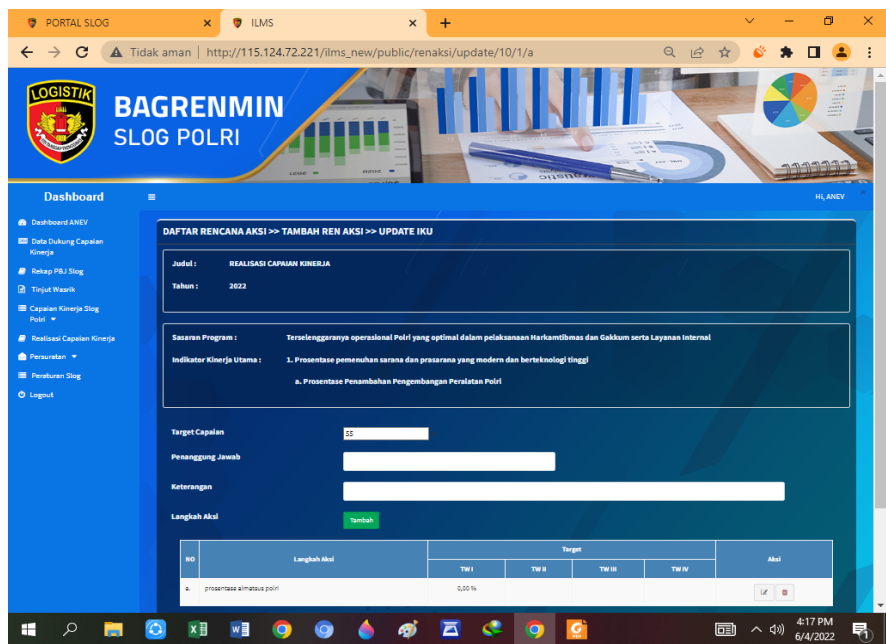 PORTAL SLOG
ILMS
Tidak aman | http://115.124.72.221/ilms_new/public/renaksi/update/10/1/a
LOGISTIK
BAGRENMIN
SLOG POLRI
Dashboard
Hi, ANEV
Dashboard ANEV
Data Dukung Capaian
Kinerja
Rekap PBJ Slog
Tinjut Wasrik
Capaian Kinerja Slog
Polri
Realisasi Capaian Kinerja
Persuratan
Peraturan Slog
Logout
DAFTAR RENCANA AKSI >> TAMBAH REN AKSI >> UPDATE IKU
Judul : REALISASI CAPAIAN KINERJA
Tahun : 2022
Sasaran Program : Terselenggaranya operasional Polri yang optimal dalam pelaksanaan Harkamtibmas dan Gakkum serta Layanan Internal
Indikator Kinerja Utama : 1. Prosentase pemenuhan sarana dan prasarana yang modern dan berteknologi tinggi
a. Prosentase Penambahan Pengembangan Peralatan Polri
Target Capaian 55
Penanggung Jawab
Keterangan
Langkah Aksi Tambah
NO Langkah Aksi Target Aksi
TW I TW II TW III TW IV
a. prosentase almatsus polri 0,00 %
4:17 PM
6/4/2022